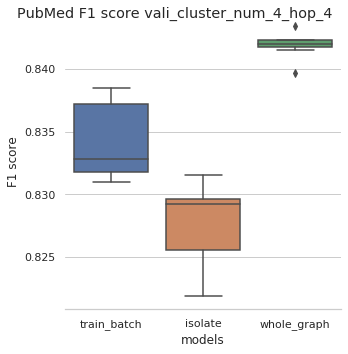 PubMed F1 score vali_cluster_num_4_hop_4
0.840
0.835
0.830
0.825
F1 score
train_batch isolate whole_graph
models